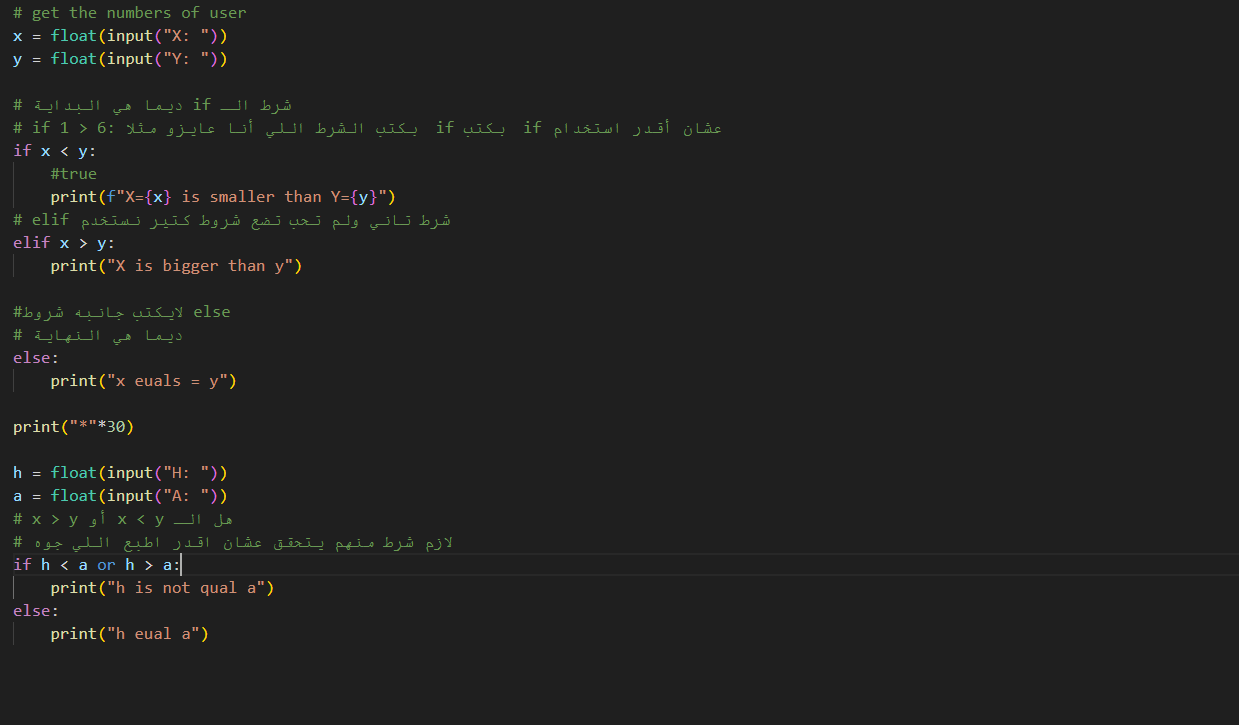 # get the numbers of user
x = float(input("X: "))
y = float(input("Y: "))
# ديما هي البداية if شرط الــ
# if 1 > 6: بكتب الشرط اللي أنا عايزو مثلا if بكتب if عشان أقدر استخدام
if x < y:
#true
print(f"X={x} is smaller than Y={y}")
# elif شرط تاني ولم تحب تضع شروط كتير نستخدم
elif x > y:
print("X is bigger than y")
#لايكتب جانبه شروط else
# ديما هي النهاية
else:
print("x euals = y")
print("*"*30)
h = float(input("H: "))
a = float(input("A: "))
# x > y أو x < y هل الــ
# لازم شرط منهم يتحقق عشان اقدر اطبع اللي جوه
if h < a or h > a:
print("h is not qual a")
else:
print("h eual a")